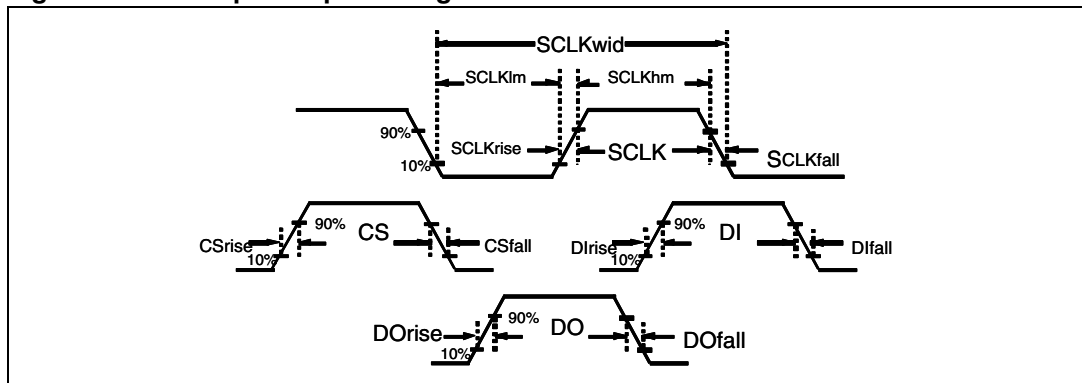 SCLKwid
SCLKlm SCLKhm
90%
SCLKrise SCLK SCLKfall
10%
90% CS 90% DI
CSrise CSfall DIrise DIfall
10% 10%
90% DO
DOrise DOfall
10%